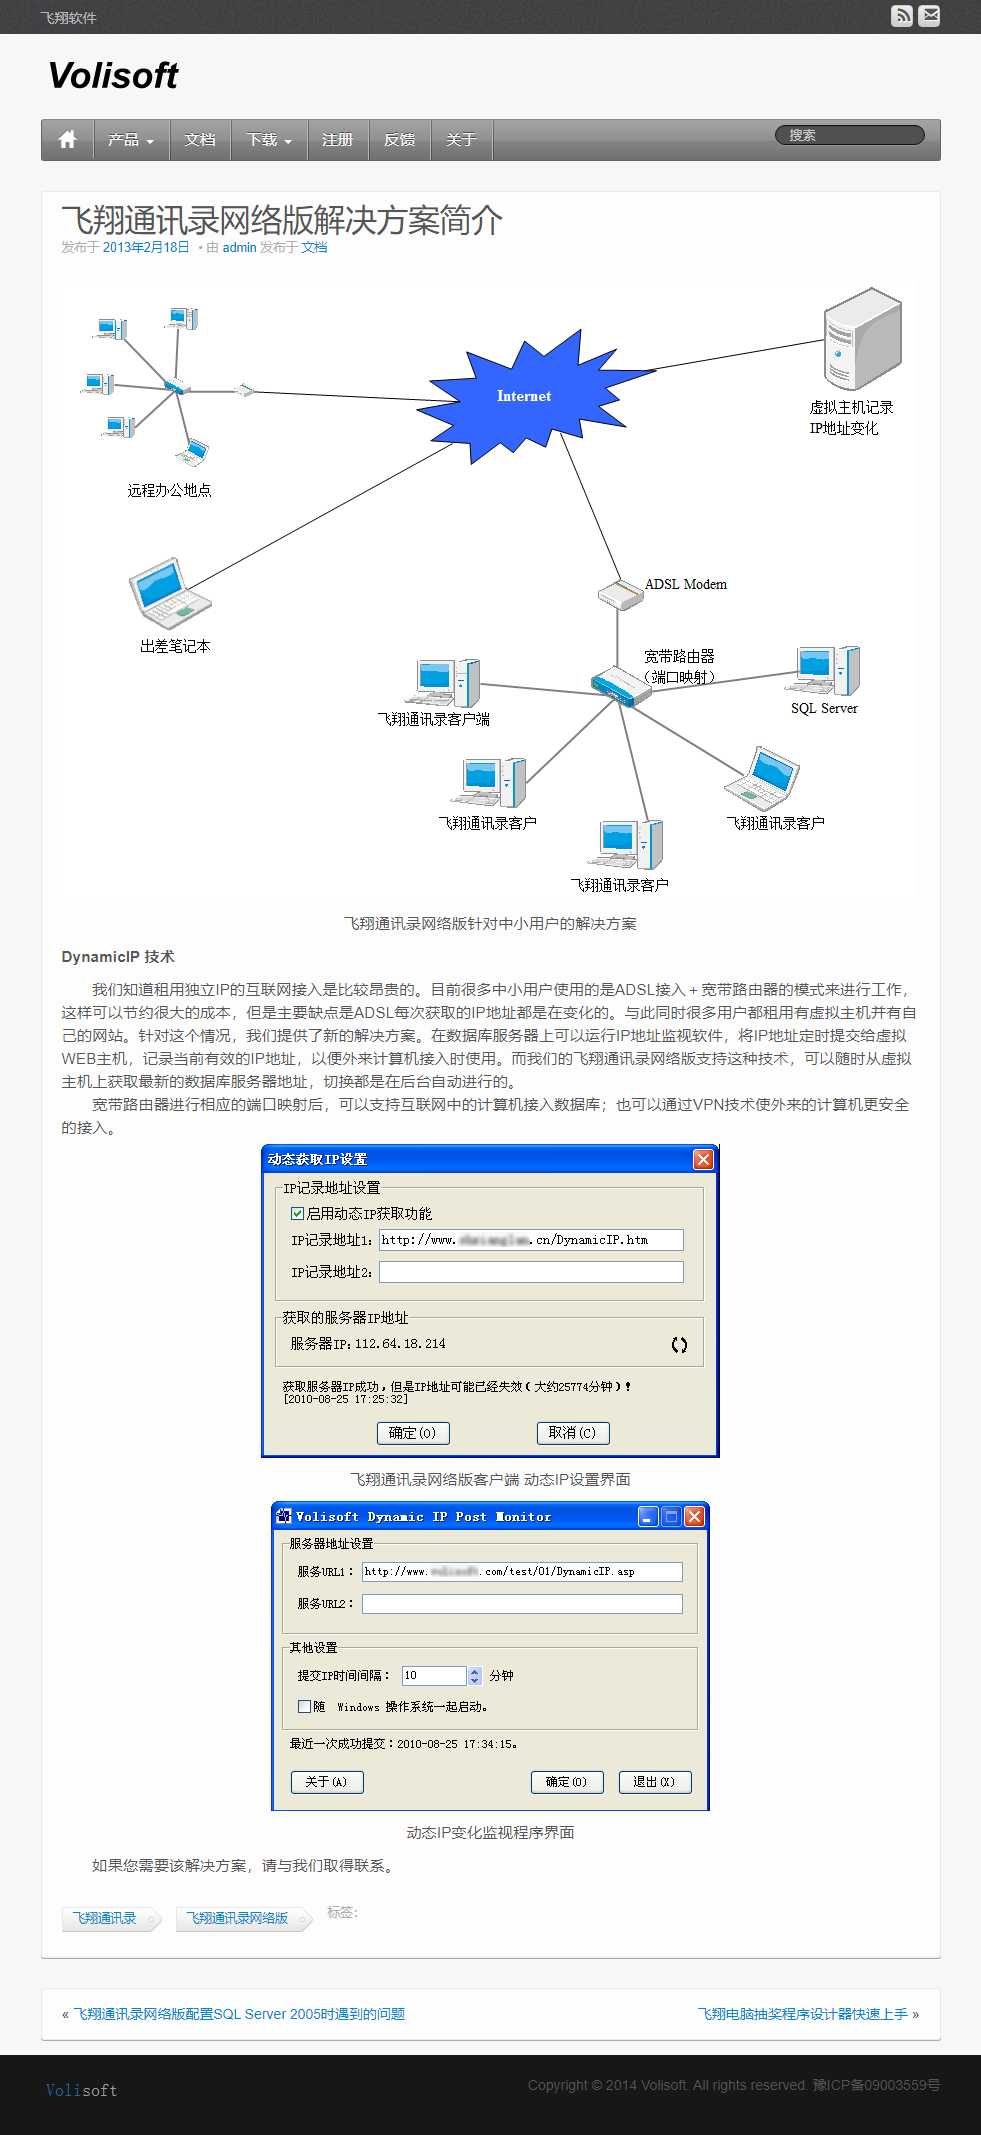 飞翔软件
Volisoft
产品
文档
下载
注册
反馈
关于
搜索
飞翔通讯录网络版解决方案简介
发布于 2013年2月18日 • 由 admin 发布于 文档
Internet
虚拟主机记录
IP地址变化
远程办公地点
出差笔记本
ADSL Modem
宽带路由器
(端口映射)
SQL Server
飞翔通讯录客户端
飞翔通讯录客户
飞翔通讯录客户
飞翔通讯录客户
飞翔通讯录网络版针对中小用户的解决方案
DynamicIP 技术
我们知道租用独立IP的互联网接入是比较昂贵的。目前很多中小用户使用的是ADSL接入＋宽带路由器的模式来进行工作，
这样可以节约很大的成本，但是主要缺点是ADSL每次获取的IP地址都是在变化的。与此同时很多用户都租用有虚拟主机并有自
己的网站。针对这个情况，我们提供了新的解决方案。在数据库服务器上可以运行IP地址监视软件，将IP地址定时提交给虚拟
WEB主机，记录当前有效的IP地址，以便外来计算机接入时使用。而我们的飞翔通讯录网络版支持这种技术，可以随时从虚拟
主机上获取最新的数据库服务器地址，切换都是在后台自动进行的。
宽带路由器进行相应的端口映射后，可以支持互联网中的计算机接入数据库；也可以通过VPN技术使外来的计算机更安全
的接入。
动态获取IP设置
IP记录地址设置
启用动态IP获取功能
IP记录地址1: http://www. .cn/DynamicIP.htm
IP记录地址2:
获取的服务器IP地址
服务器IP: 112.64.18.214
获取服务器IP成功，但是IP地址可能已经失效（大约25774分钟）！
[2010-08-25 17:25:32]
确定(O) 取消(C)
飞翔通讯录网络版客户端 动态IP设置界面
Volisoft Dynamic IP Post Monitor
服务器地址设置
服务URL1： http://www. .com/test/01/DynamicIP.asp
服务URL2：
其他设置
提交IP时间间隔： 10 分钟
随 Windows 操作系统一起启动。
最近一次成功提交：2010-08-25 17:34:15。
关于(A) 确定(O) 退出(X)
动态IP变化监视程序界面
如果您需要该解决方案，请与我们取得联系。
飞翔通讯录 飞翔通讯录网络版 标签:
« 飞翔通讯录网络版配置SQL Server 2005时遇到的问题
飞翔电脑抽奖程序设计器快速上手 »
Volisoft
Copyright © 2014 Volisoft. All rights reserved. 豫ICP备09003559号